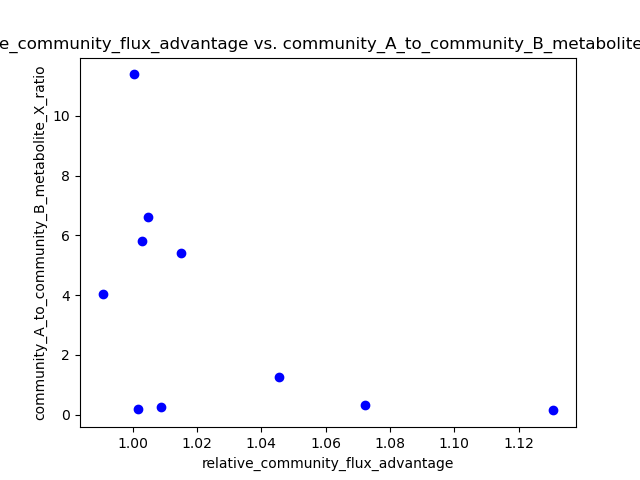 e_community_flux_advantage vs. community_A_to_community_B_metabolite
community_A_to_community_B_metabolite_X_ratio
10
8
6
4
2
0
1.00 1.02 1.04 1.06 1.08 1.10 1.12
relative_community_flux_advantage